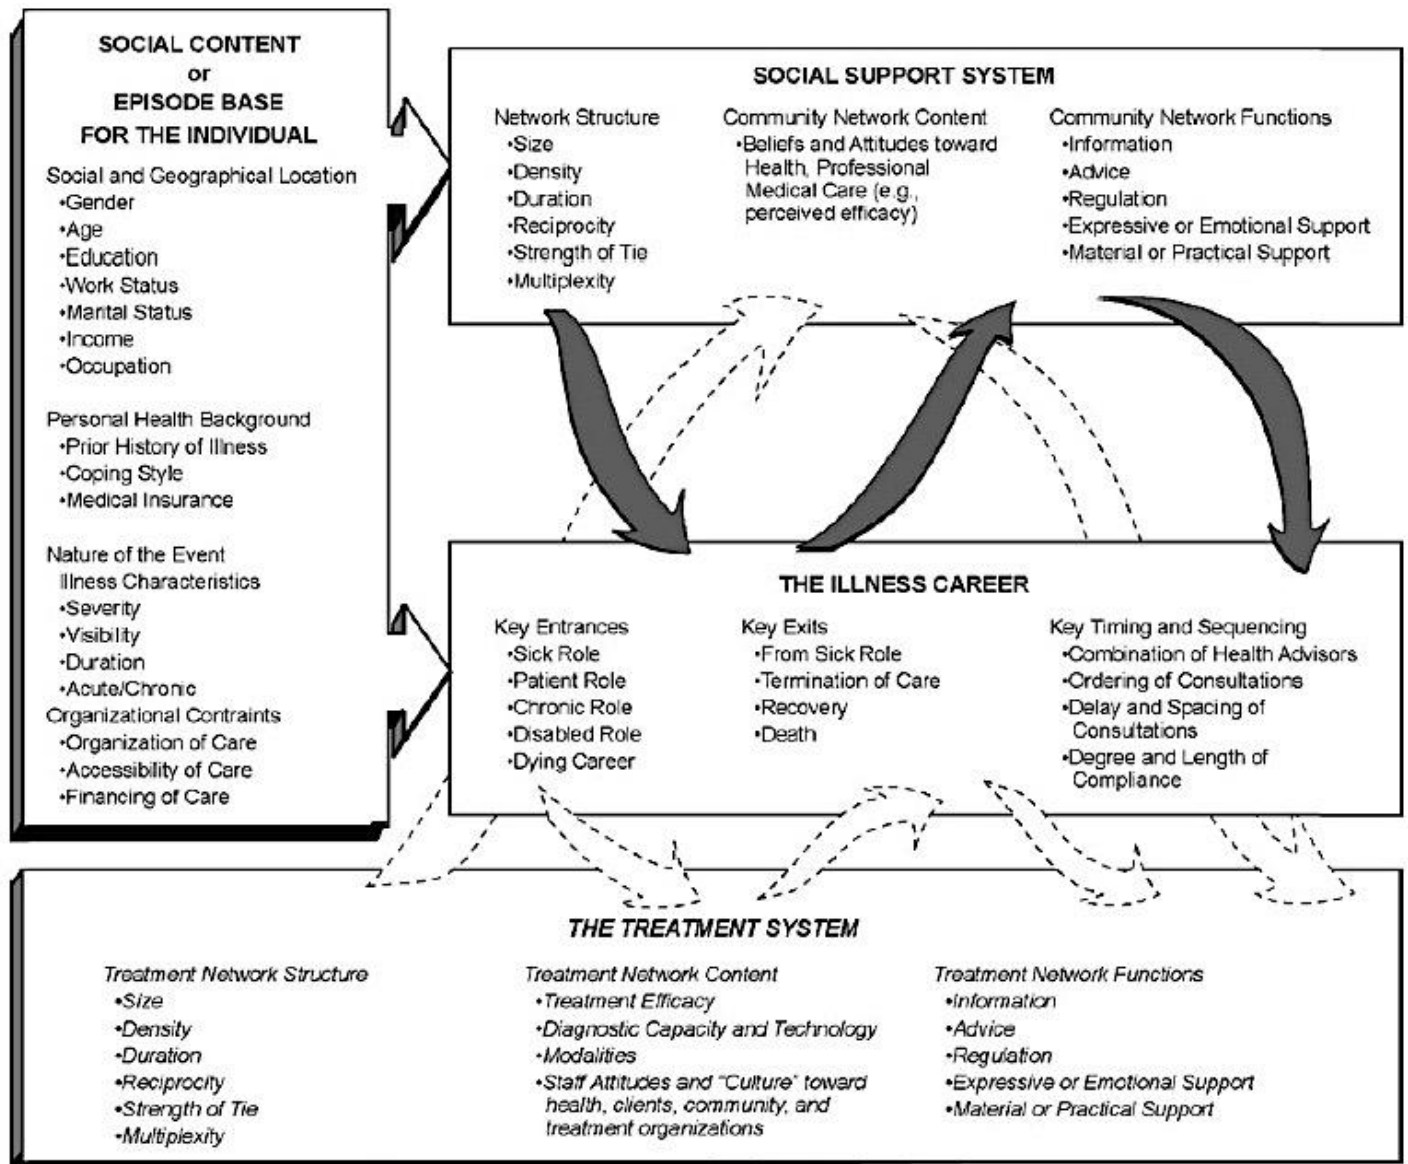 SOCIAL CONTENT
or
EPISODE BASE
FOR THE INDIVIDUAL
Social and Geographical Location
•Gender
•Age
•Education
•Work Status
•Marital Status
•Income
•Occupation
Personal Health Background
•Prior History of Illness
•Coping Style
•Medical Insurance
Nature of the Event
Illness Characteristics
•Severity
•Visibility
•Duration
•Acute/Chronic
Organizational Contraints
•Organization of Care
•Accessibility of Care
•Financing of Care
SOCIAL SUPPORT SYSTEM
Network Structure
•Size
•Density
•Duration
•Reciprocity
•Strength of Tie
•Multiplexity
Community Network Content
•Beliefs and Attitudes toward
Health, Professional
Medical Care (e.g.,
perceived efficacy)
Community Network Functions
•Information
•Advice
•Regulation
•Expressive or Emotional Support
•Material or Practical Support
THE ILLNESS CAREER
Key Entrances
•Sick Role
•Patient Role
•Chronic Role
•Disabled Role
•Dying Career
Key Exits
•From Sick Role
•Termination of Care
•Recovery
•Death
Key Timing and Sequencing
•Combination of Health Advisors
•Ordering of Consultations
•Delay and Spacing of
Consultations
•Degree and Length of
Compliance
THE TREATMENT SYSTEM
Treatment Network Structure
•Size
•Density
•Duration
•Reciprocity
•Strength of Tie
•Multiplexity
Treatment Network Content
•Treatment Efficacy
•Diagnostic Capacity and Technology
•Modalities
•Staff Attitudes and "Culture" toward
health, clients, community, and
treatment organizations
Treatment Network Functions
•Information
•Advice
•Regulation
•Expressive or Emotional Support
•Material or Practical Support